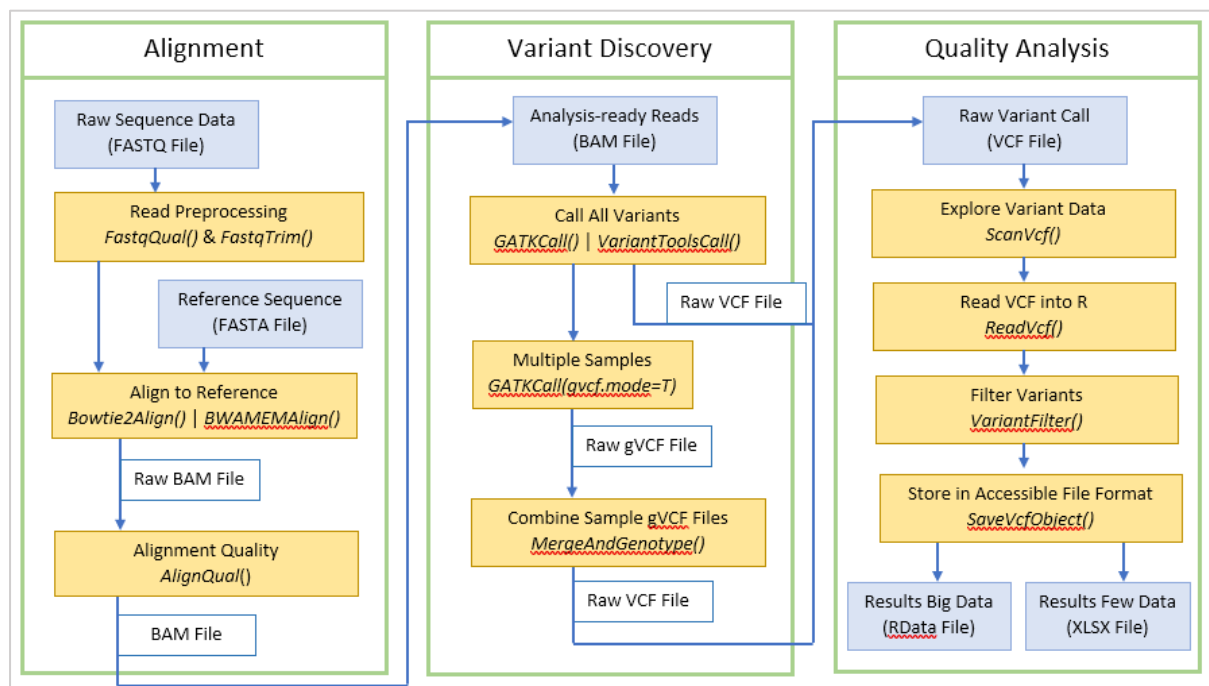 Alignment
Raw Sequence Data
(FASTQ File)
Read Preprocessing
FastqQual() & FastqTrim()
Reference Sequence
(FASTA File)
Align to Reference
Bowtie2Align() | BWAMEMAlign()
Raw BAM File
Alignment Quality
AlignQual()
BAM File
Variant Discovery
Analysis-ready Reads
(BAM File)
Call All Variants
GATKCall() | VariantToolsCall()
Raw VCF File
Multiple Samples
GATKCall(gvcf.mode=T)
Raw gVCF File
Combine Sample gVCF Files
MergeAndGenotype()
Raw VCF File
Quality Analysis
Raw Variant Call
(VCF File)
Explore Variant Data
ScanVcf()
Read VCF into R
ReadVcf()
Filter Variants
VariantFilter()
Store in Accessible File Format
SaveVcfObject()
Results Big Data
(RData File)
Results Few Data
(XLSX File)